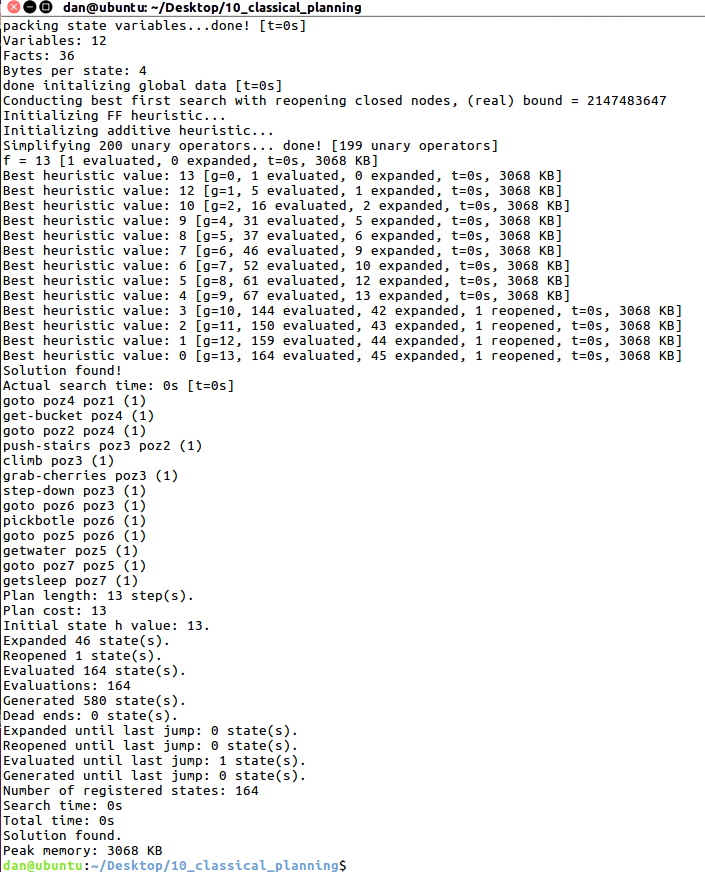 dan@ubuntu: ~/Desktop/10_classical_planning
packing state variables...done! [t=0s]
Variables: 12
Facts: 36
Bytes per state: 4
done initalizing global data [t=0s]
Conducting best first search with reopening closed nodes, (real) bound = 2147483647
Initializing FF heuristic...
Initializing additive heuristic...
Simplifying 200 unary operators... done! [199 unary operators]
f = 13 [1 evaluated, 0 expanded, t=0s, 3068 KB]
Best heuristic value: 13 [g=0, 1 evaluated, 0 expanded, t=0s, 3068 KB]
Best heuristic value: 12 [g=1, 5 evaluated, 1 expanded, t=0s, 3068 KB]
Best heuristic value: 10 [g=2, 16 evaluated, 2 expanded, t=0s, 3068 KB]
Best heuristic value: 9 [g=4, 31 evaluated, 5 expanded, t=0s, 3068 KB]
Best heuristic value: 8 [g=5, 37 evaluated, 6 expanded, t=0s, 3068 KB]
Best heuristic value: 7 [g=6, 46 evaluated, 9 expanded, t=0s, 3068 KB]
Best heuristic value: 6 [g=7, 52 evaluated, 10 expanded, t=0s, 3068 KB]
Best heuristic value: 5 [g=8, 61 evaluated, 12 expanded, t=0s, 3068 KB]
Best heuristic value: 4 [g=9, 67 evaluated, 13 expanded, t=0s, 3068 KB]
Best heuristic value: 3 [g=10, 144 evaluated, 42 expanded, 1 reopened, t=0s, 3068 KB]
Best heuristic value: 2 [g=11, 150 evaluated, 43 expanded, 1 reopened, t=0s, 3068 KB]
Best heuristic value: 1 [g=12, 159 evaluated, 44 expanded, 1 reopened, t=0s, 3068 KB]
Best heuristic value: 0 [g=13, 164 evaluated, 45 expanded, 1 reopened, t=0s, 3068 KB]
Solution found!
Actual search time: 0s [t=0s]
goto poz4 poz1 (1)
get-bucket poz4 (1)
goto poz2 poz4 (1)
push-stairs poz3 poz2 (1)
climb poz3 (1)
grab-cherries poz3 (1)
step-down poz3 (1)
goto poz6 poz3 (1)
pickbotle poz6 (1)
goto poz5 poz6 (1)
getwater poz5 (1)
goto poz7 poz5 (1)
getsleep poz7 (1)
Plan length: 13 step(s).
Plan cost: 13
Initial state h value: 13.
Expanded 46 state(s).
Reopened 1 state(s).
Evaluated 164 state(s).
Evaluations: 164
Generated 580 state(s).
Dead ends: 0 state(s).
Expanded until last jump: 0 state(s).
Reopened until last jump: 0 state(s).
Evaluated until last jump: 1 state(s).
Generated until last jump: 0 state(s).
Number of registered states: 164
Search time: 0s
Total time: 0s
Solution found.
Peak memory: 3068 KB
dan@ubuntu:~/Desktop/10_classical_planning$